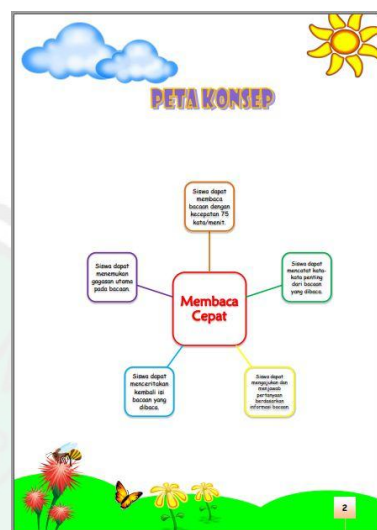 PETA KONSEP
Siswa dapat
membaca
bacaan dengan
kecepatan 75
kata/menit.
Siswa dapat
menemukan
gagasan utama
pada bacaan.
Siswa dapat
mencatat kata-
kata penting
dari bacaan
yang dibaca.
Membaca
Cepat
Siswa dapat
menceritakan
kembali isi
bacaan yang
dibaca.
Siswa dapat
mengajukan dan
menjawab
pertanyaan
berdasarkan
informasi bacaan.
2